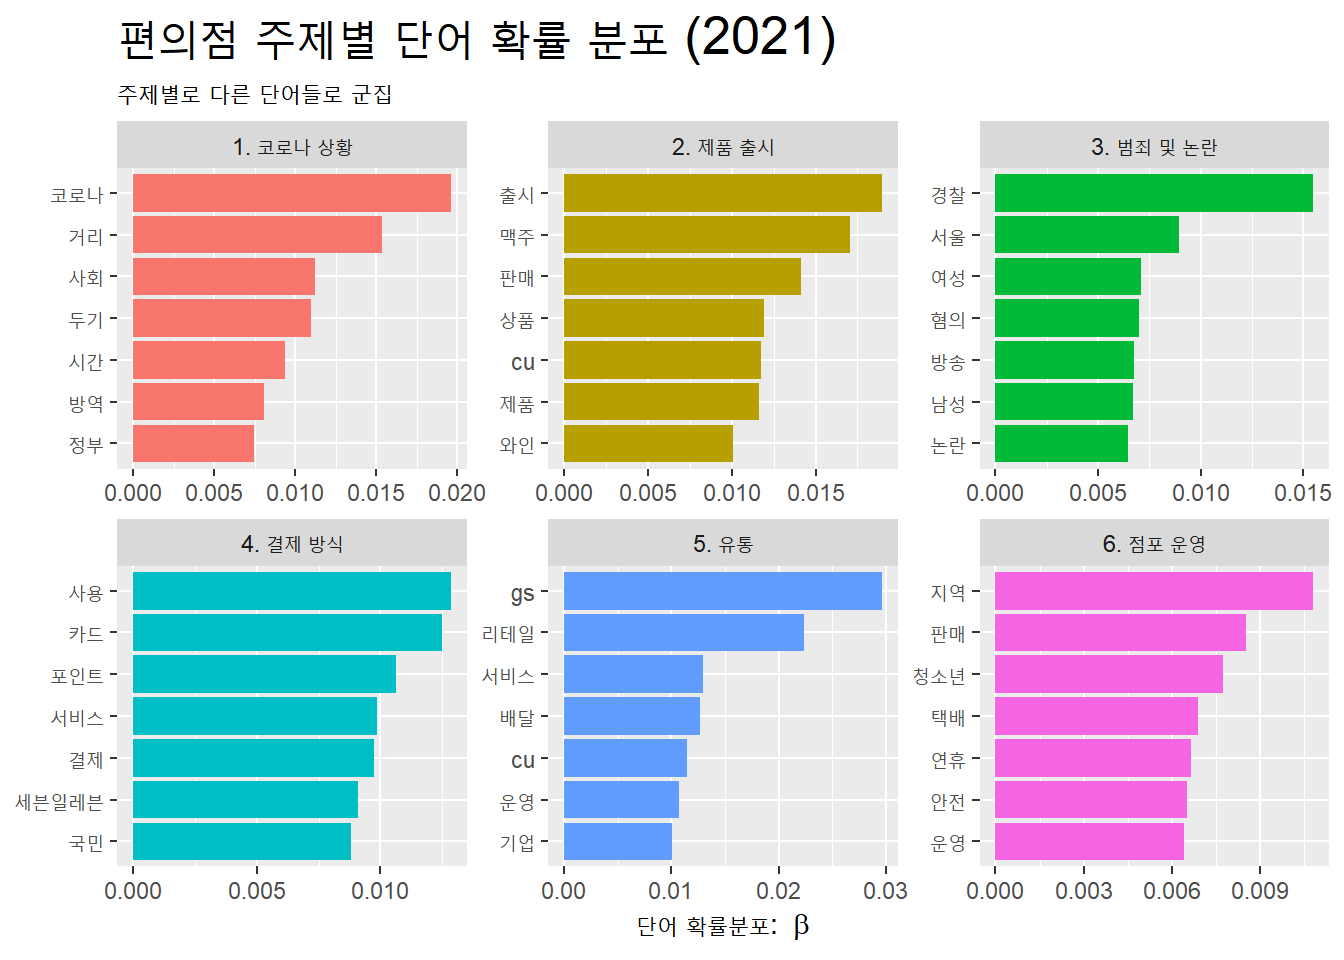 편의점 주제별 단어 확률 분포 (2021)
주제별로 다른 단어들로 군집
1. 코로나 상황
코로나
거리
사회
두기
시간
방역
정부
0.000 0.005 0.010 0.015 0.020
2. 제품 출시
출시
맥주
판매
상품
cu
제품
와인
0.000 0.005 0.010 0.015
3. 범죄 및 논란
경찰
서울
여성
혐의
방송
남성
논란
0.000 0.005 0.010 0.015
4. 결제 방식
사용
카드
포인트
서비스
결제
세븐일레븐
국민
0.000 0.005 0.010
5. 유통
gs
리테일
서비스
배달
cu
운영
기업
0.00 0.01 0.02 0.03
6. 점포 운영
지역
판매
청소년
택배
연휴
안전
운영
0.000 0.003 0.006 0.009
단어 확률분포: β